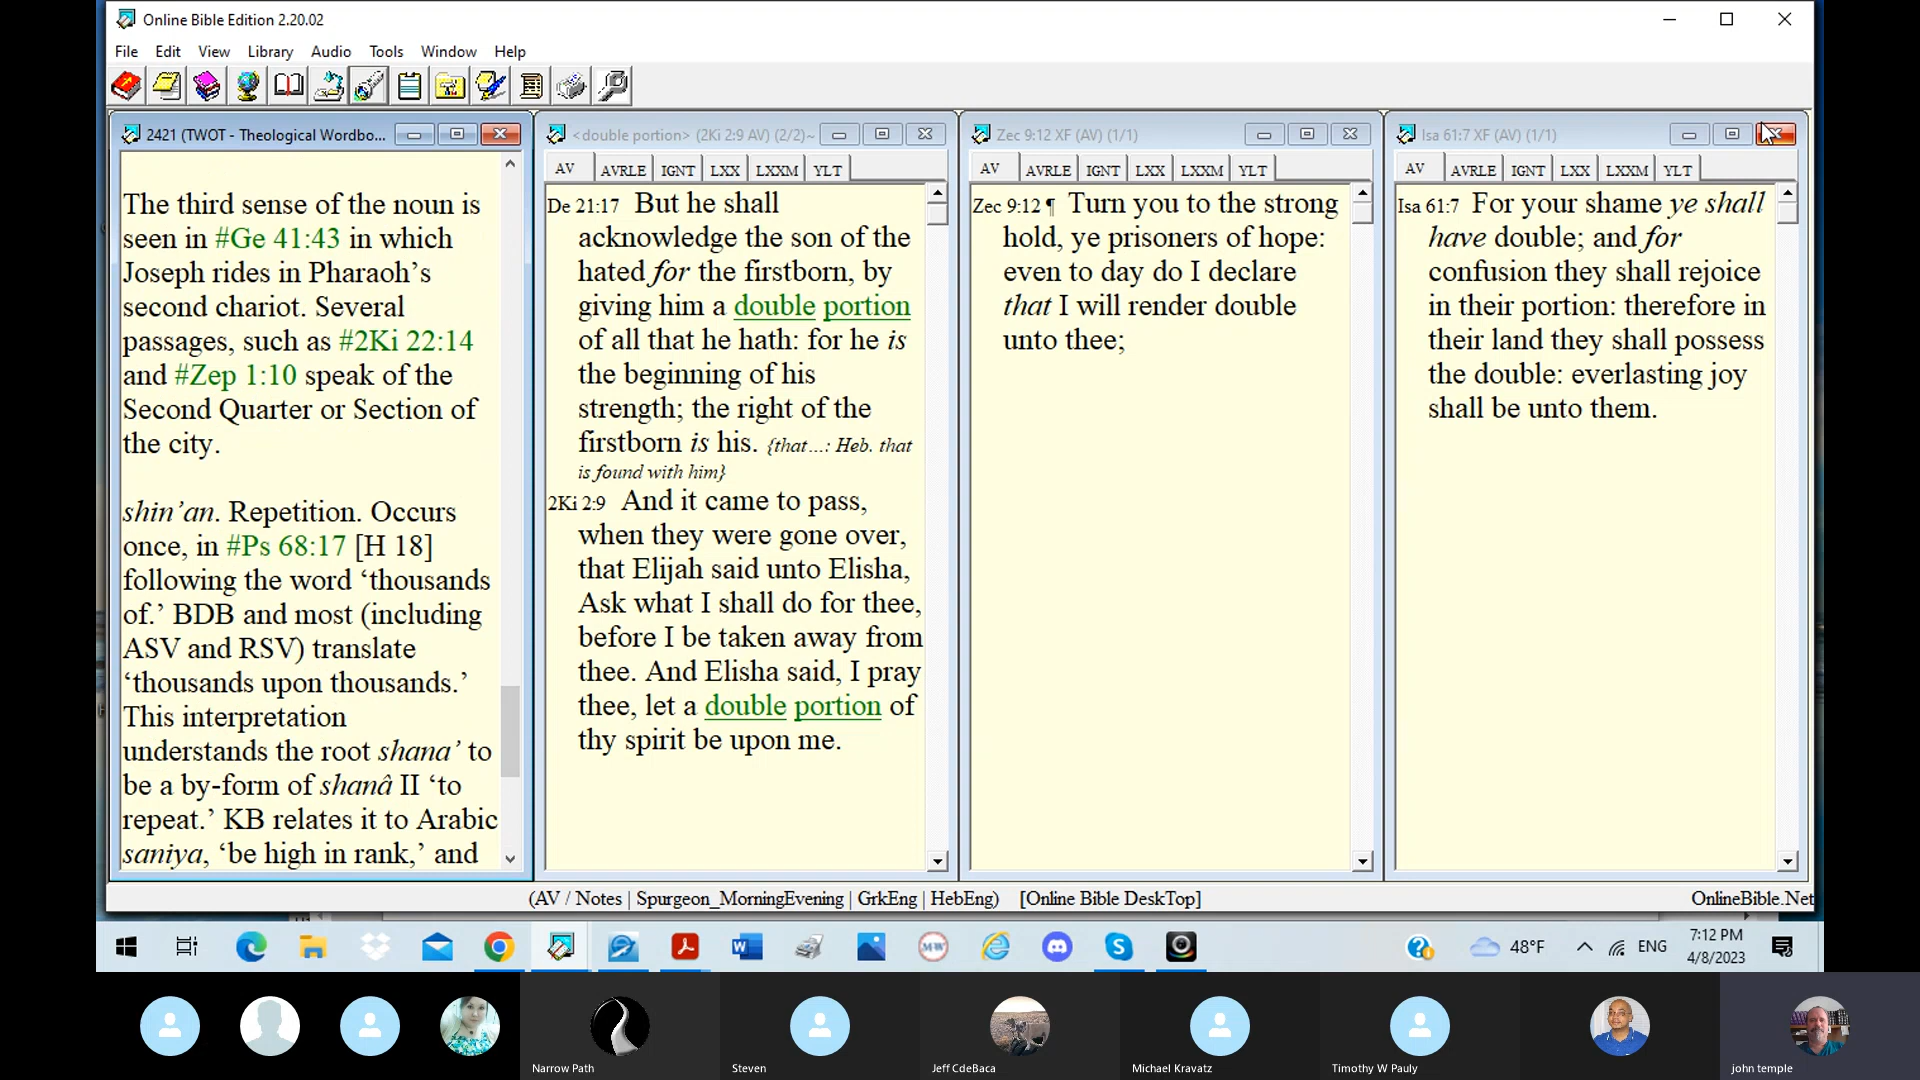 Online Bible Edition 2.20.02
File Edit View Library Audio Tools Window Help
2421 (TWOT - Theological Wordbo...
The third sense of the noun is
seen in #Ge 41:43 in which
Joseph rides in Pharaoh’s
second chariot. Several
passages, such as #2Ki 22:14
and #Zep 1:10 speak of the
Second Quarter or Section of
the city.
shin’an. Repetition. Occurs
once, in #Ps 68:17 [H 18]
following the word ‘thousands
of.’ BDB and most (including
ASV and RSV) translate
‘thousands upon thousands.’
This interpretation
understands the root shana’ to
be a by-form of shanâ II ‘to
repeat.’ KB relates it to Arabic
saniya, ‘be high in rank,’ and
<double portion> (2Ki 2:9 AV) (2/2)~
AV AVRLE IGNT LXX LXXM YLT
De 21:17 But he shall
acknowledge the son of the
hated for the firstborn, by
giving him a double portion
of all that he hath: for he is
the beginning of his
strength; the right of the
firstborn is his. {that…: Heb. that
is found with him}
2Ki 2:9 And it came to pass,
when they were gone over,
that Elijah said unto Elisha,
Ask what I shall do for thee,
before I be taken away from
thee. And Elisha said, I pray
thee, let a double portion of
thy spirit be upon me.
Zec 9:12 XF (AV) (1/1)
AV AVRLE IGNT LXX LXXM YLT
Zec 9:12 ¶ Turn you to the strong
hold, ye prisoners of hope:
even to day do I declare
that I will render double
unto thee;
Isa 61:7 XF (AV) (1/1)
AV AVRLE IGNT LXX LXXM YLT
Isa 61:7 For your shame ye shall
have double; and for
confusion they shall rejoice
in their portion: therefore in
their land they shall possess
the double: everlasting joy
shall be unto them.
(AV / Notes | Spurgeon_MorningEvening | GrkEng | HebEng) [Online Bible DeskTop] OnlineBible.Net
48°F ENG 7:12 PM
4/8/2023
Narrow Path Steven Jeff CdeBaca Michael Kravatz Timothy W Pauly john temple